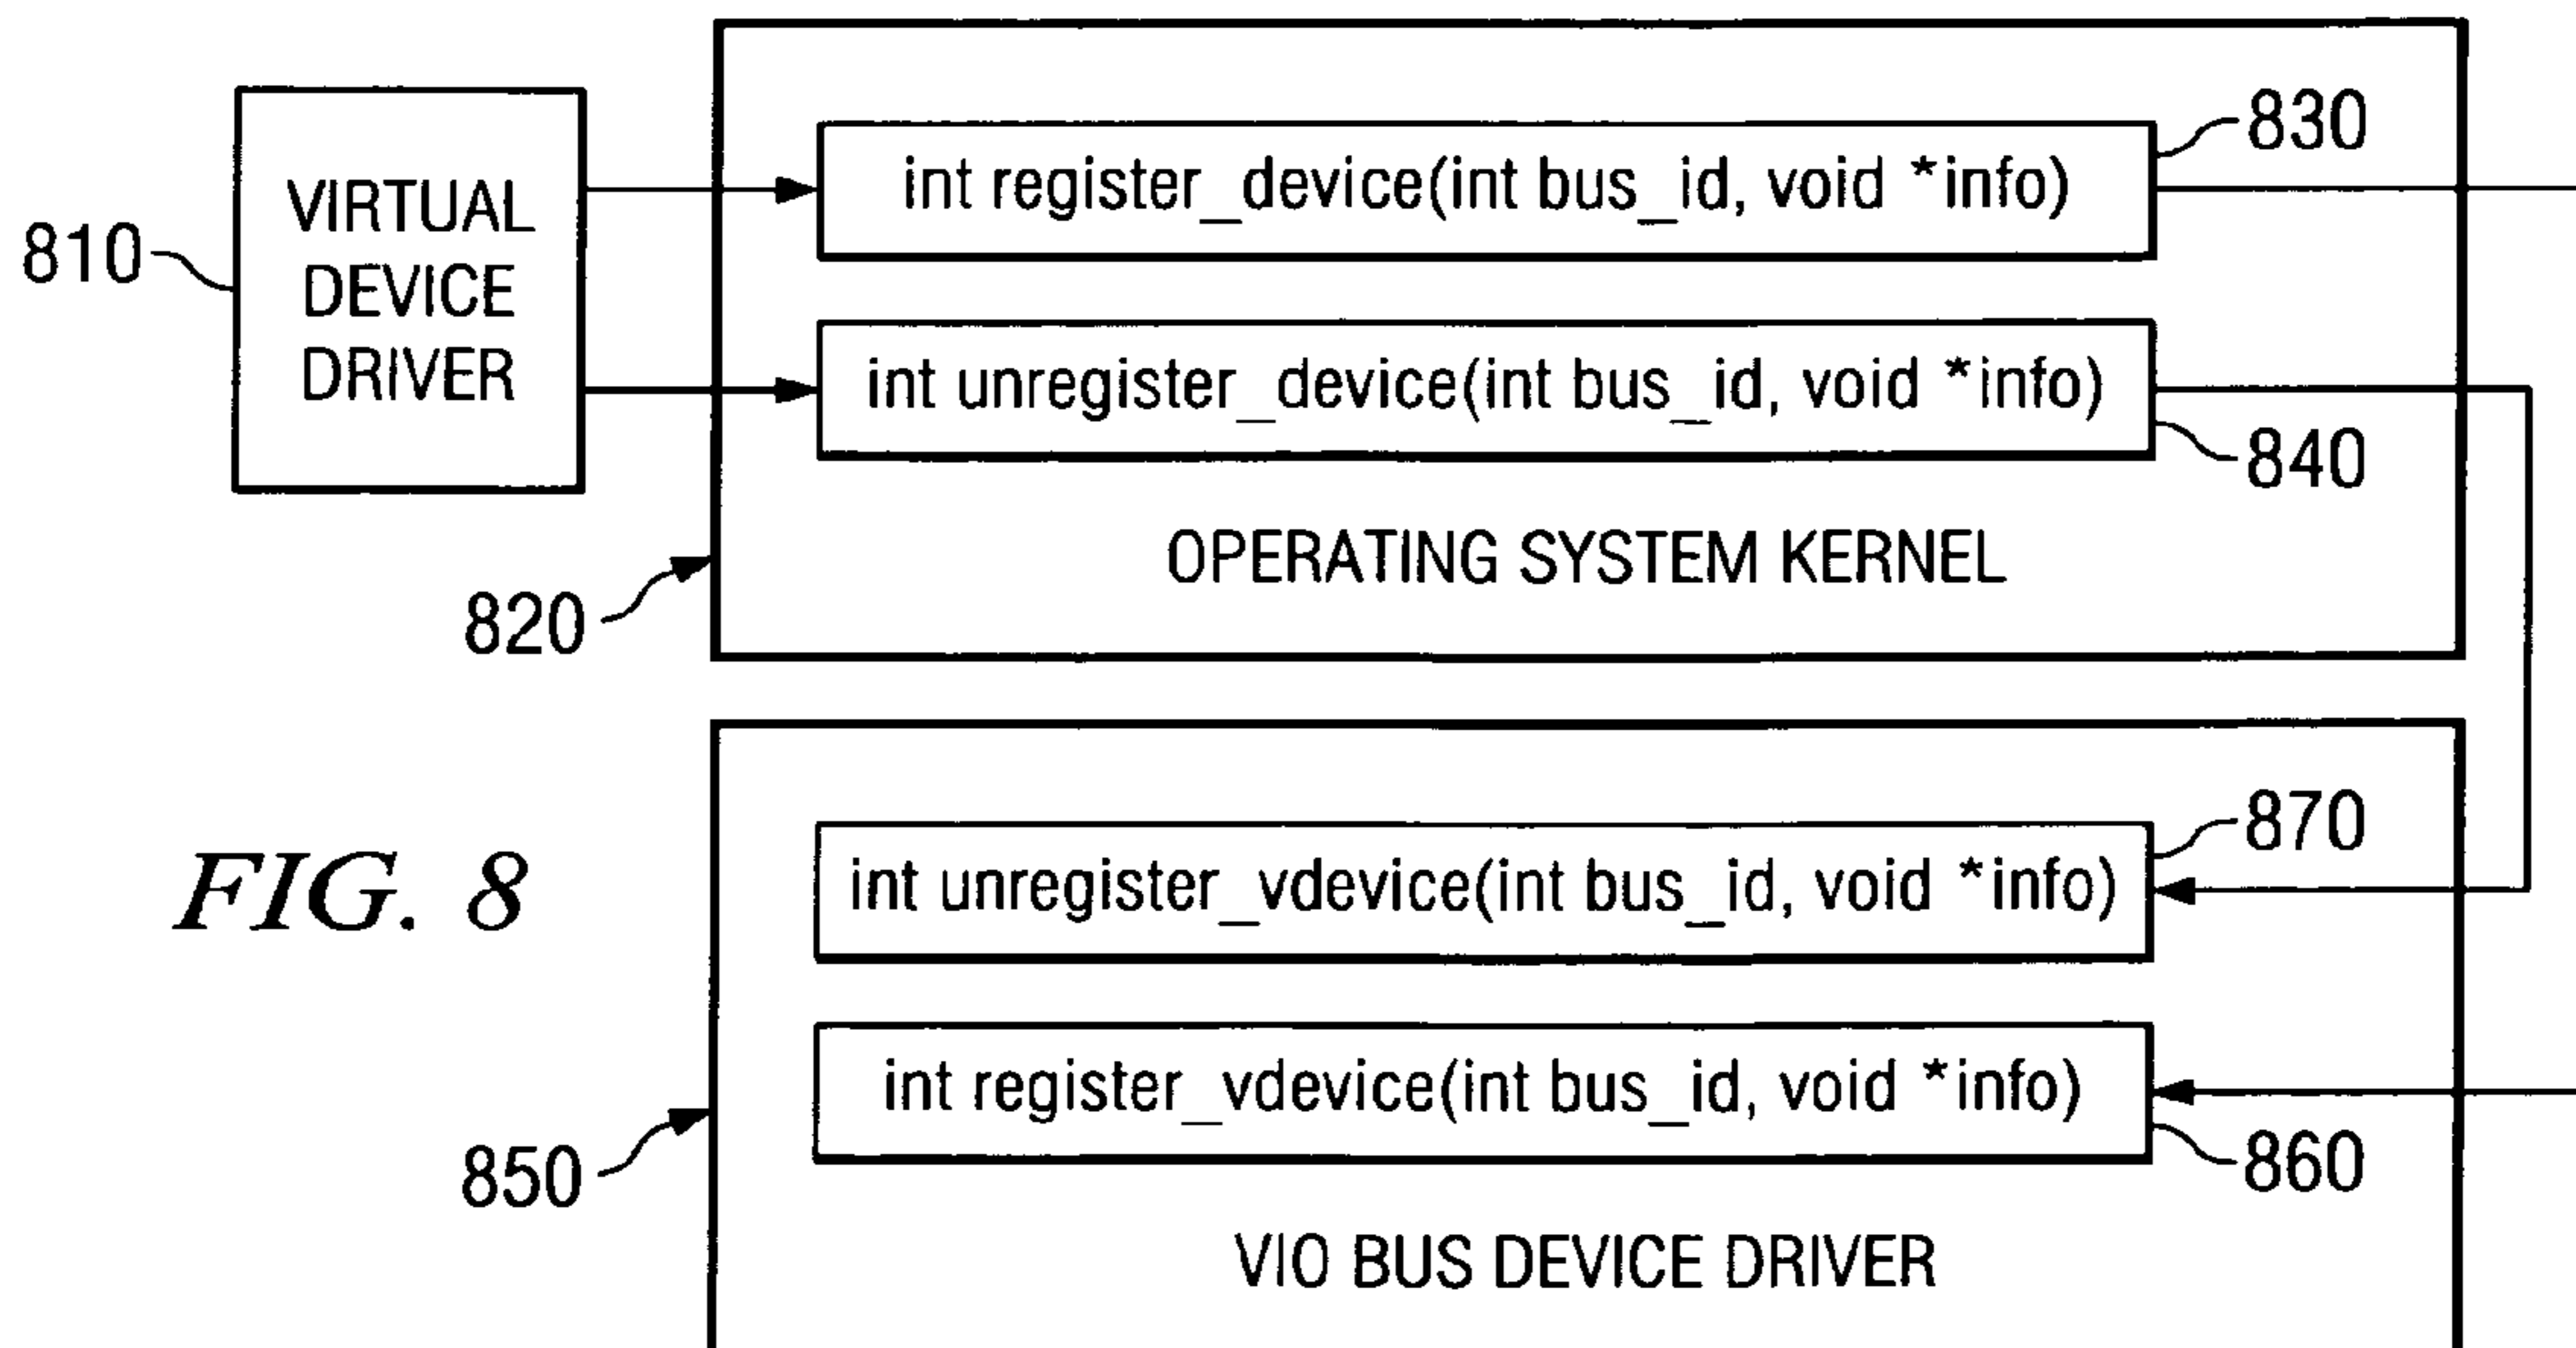 830
int register_device(int bus_id, void *info)
VIRTUAL
DEVICE
DRIVER
810
int unregister_device(int bus_id, void *info)
840
OPERATING SYSTEM KERNEL
820
870
int unregister_vdevice(int bus_id, void *info)
FIG. 8
int register_vdevice(int bus_id, void *info)
860
850
VIO BUS DEVICE DRIVER